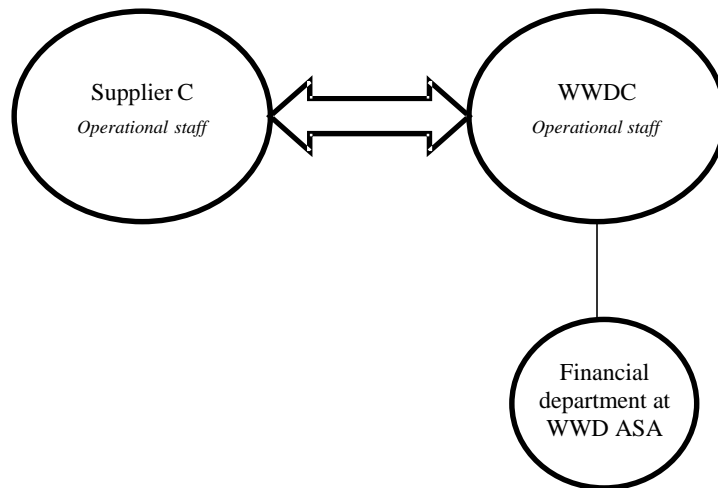 Supplier C
Operational staff
WWDC
Operational staff
Financial
department at
WWD ASA